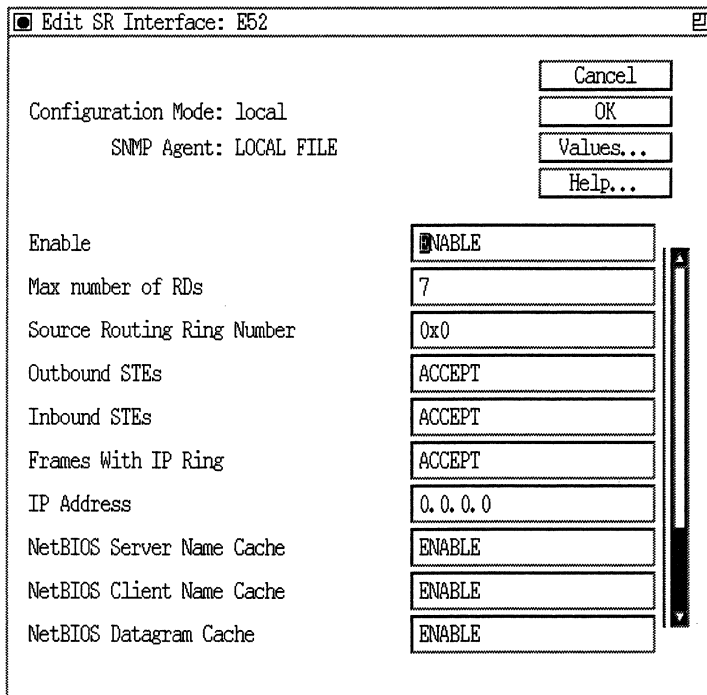 Edit SR Interface: E52
Cancel
Configuration Mode: local
OK
SNMP Agent: LOCAL FILE
Values...
Help...
Enable ENABLE
Max number of RDs 7
Source Routing Ring Number 0x0
Outbound STEs ACCEPT
Inbound STEs ACCEPT
Frames With IP Ring ACCEPT
IP Address 0.0.0.0
NetBIOS Server Name Cache ENABLE
NetBIOS Client Name Cache ENABLE
NetBIOS Datagram Cache ENABLE